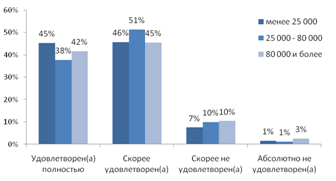 60%
50%
40%
30%
20%
10%
0%
45%
38%
42%
46%
51%
45%
7%
10%
10%
1%
1%
3%
менее 25 000
25 000 - 80 000
80 000 и более
Удовлетворен(а)
полностью
Скорее
удовлетворен(а)
Скорее не
удовлетворен(а)
Абсолютно не
удовлетворен(а)